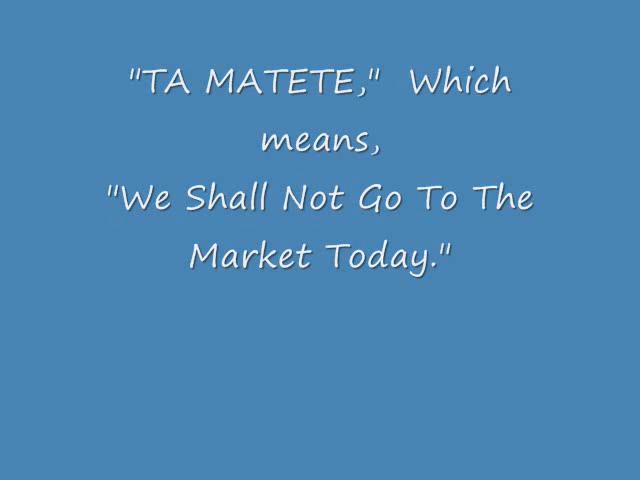 "TA MATETE,"  Which
means,
"We Shall Not Go To The
Market Today."